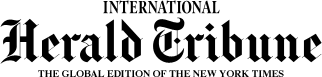 INTERNATIONAL
Herald Tribune
THE GLOBAL EDITION OF THE NEW YORK TIMES